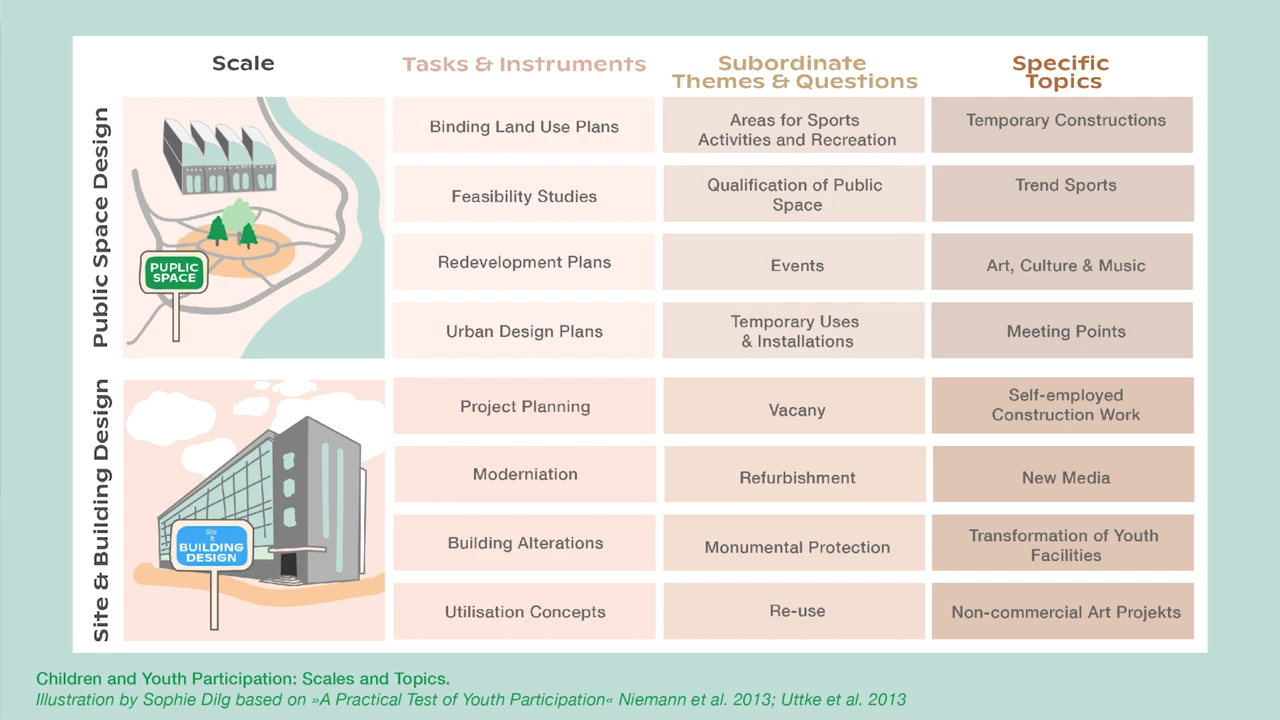 Scale
Tasks & Instruments
Subordinate
Themes & Questions
Specific
Topics
Public Space Design
PUPLIC
SPACE
Binding Land Use Plans
Areas for Sports
Activities and Recreation
Temporary Constructions
Feasibility Studies
Qualification of Public
Space
Trend Sports
Redevelopment Plans
Events
Art, Culture & Music
Urban Design Plans
Temporary Uses
& Installations
Meeting Points
Site & Building Design
Site
&
BUILDING
DESIGN
Project Planning
Vacancy
Self-employed
Construction Work
Moderniation
Refurbishment
New Media
Building Alterations
Monumental Protection
Transformation of Youth
Facilities
Utilisation Concepts
Re-use
Non-commercial Art Projekts
Children and Youth Participation: Scales and Topics.
Illustration by Sophie Dilg based on »A Practical Test of Youth Participation« Niemann et al. 2013; Uttke et al. 2013